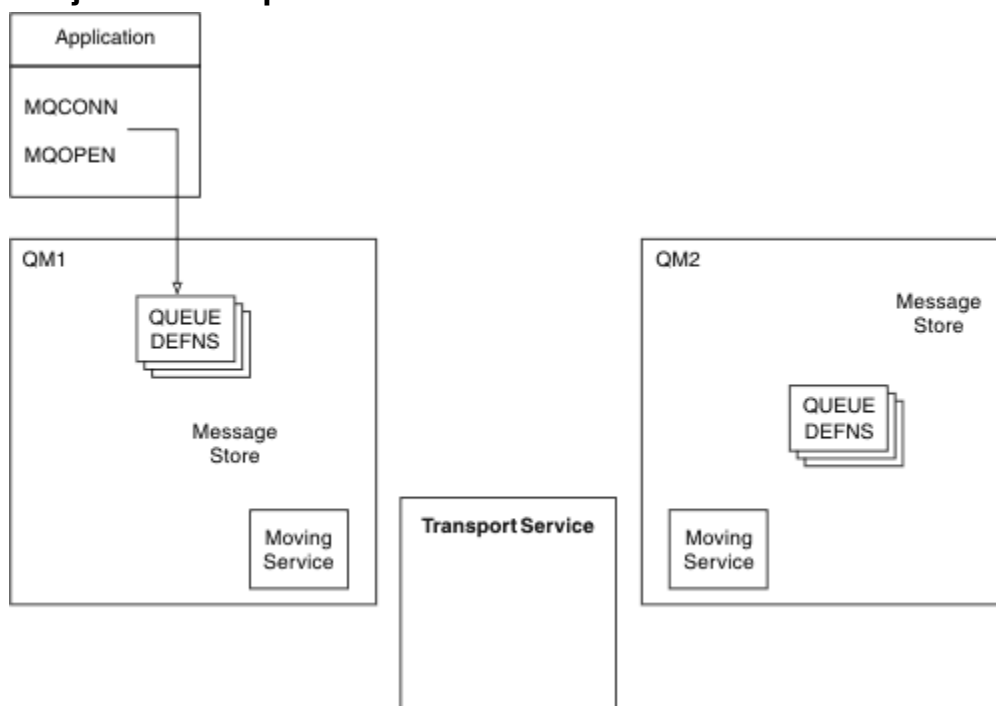 Application
MQCONN
MQOPEN
QM1
QUEUE
DEFNS
Message
Store
Moving
Service
Transport Service
QM2
Message
Store
QUEUE
DEFNS
Moving
Service